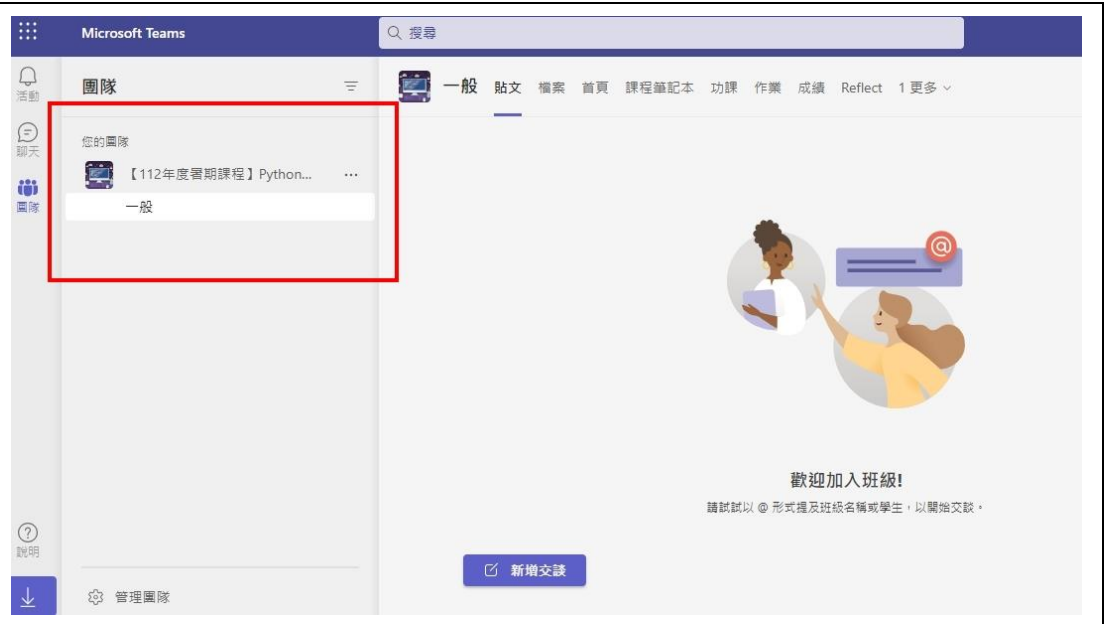 Microsoft Teams
搜尋
活動
聊天
團隊
說明
團隊
您的團隊
【112年度暑期課程】Python...
一般
管理團隊
一般 貼文 檔案 首頁 課程筆記本 功課 作業 成績 Reflect 1 更多
@
歡迎加入班級!
請試試以 @ 形式提及班級名稱或學生，以開始交談。
新增交談